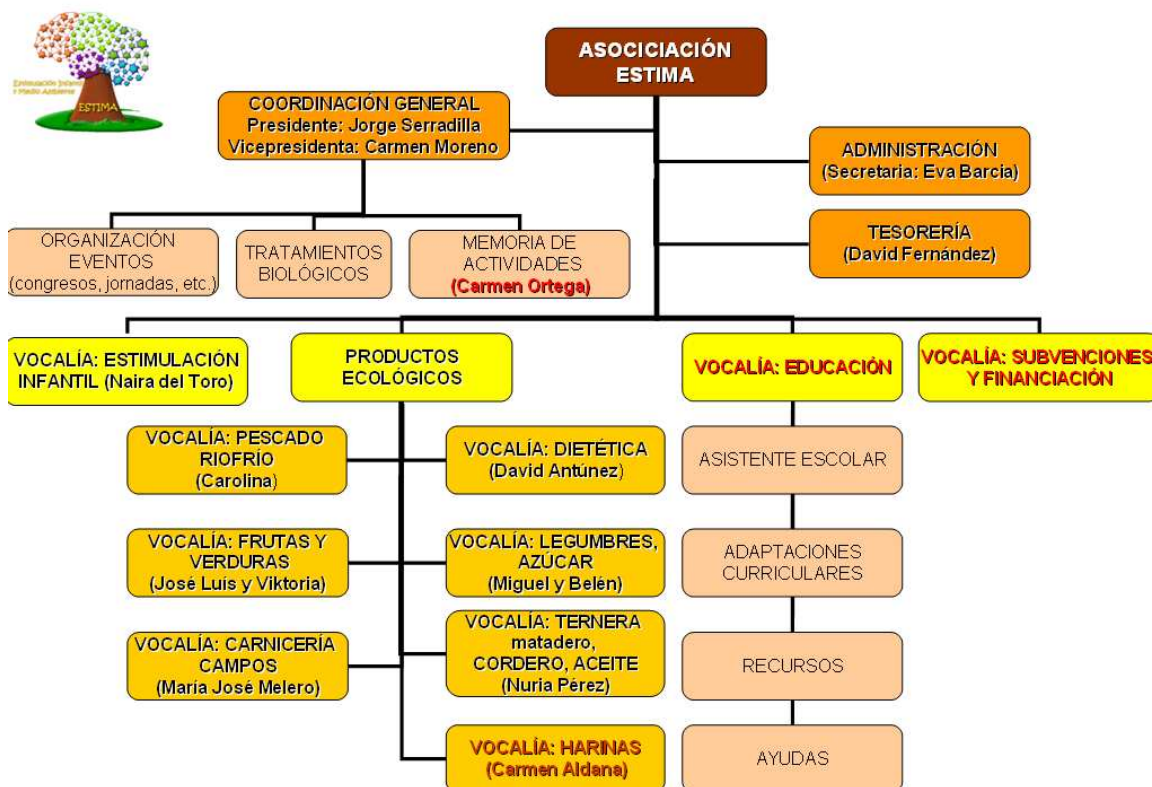 ASOCICIACIÓN
ESTIMA
Estimulación Infantil
y Medio Ambiente
ESTIMA
COORDINACIÓN GENERAL
Presidente: Jorge Serradilla
Vicepresidenta: Carmen Moreno
ADMINISTRACIÓN
(Secretaria: Eva Barcia)
TESORERÍA
(David Fernández)
ORGANIZACIÓN
EVENTOS
(congresos, jornadas, etc.)
TRATAMIENTOS
BIOLÓGICOS
MEMORIA DE
ACTIVIDADES
(Carmen Ortega)
VOCALÍA: ESTIMULACIÓN
INFANTIL (Naira del Toro)
PRODUCTOS
ECOLÓGICOS
VOCALÍA: EDUCACIÓN
VOCALÍA: SUBVENCIONES
Y FINANCIACIÓN
VOCALÍA: PESCADO
RIOFRÍO
(Carolina)
VOCALÍA: DIETÉTICA
(David Antúnez)
ASISTENTE ESCOLAR
VOCALÍA: FRUTAS Y
VERDURAS
(José Luis y Viktoria)
VOCALÍA: LEGUMBRES,
AZÚCAR
(Miguel y Belén)
ADAPTACIONES
CURRICULARES
VOCALÍA: CARNICERÍA
CAMPOS
(María José Melero)
VOCALÍA: TERNERA
matadero,
CORDERO, ACEITE
(Nuria Pérez)
RECURSOS
VOCALÍA: HARINAS
(Carmen Aldana)
AYUDAS